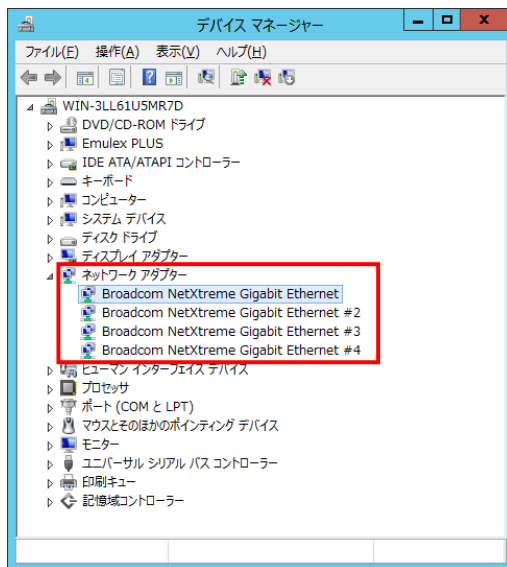 デバイス マネージャー
ファイル(F) 操作(A) 表示(V) ヘルプ(H)
WIN-3LL61U5MR7D
DVD/CD-ROM ドライブ
Emulex PLUS
IDE ATA/ATAPI コントローラー
キーボード
コンピューター
システム デバイス
ディスク ドライブ
ディスプレイ アダプター
ネットワーク アダプター
Broadcom NetXtreme Gigabit Ethernet
Broadcom NetXtreme Gigabit Ethernet #2
Broadcom NetXtreme Gigabit Ethernet #3
Broadcom NetXtreme Gigabit Ethernet #4
ヒューマン インターフェイス デバイス
プロセッサ
ポート (COM と LPT)
マウスとそのほかのポインティング デバイス
モニター
ユニバーサル シリアル バス コントローラー
印刷キュー
記憶域コントローラー